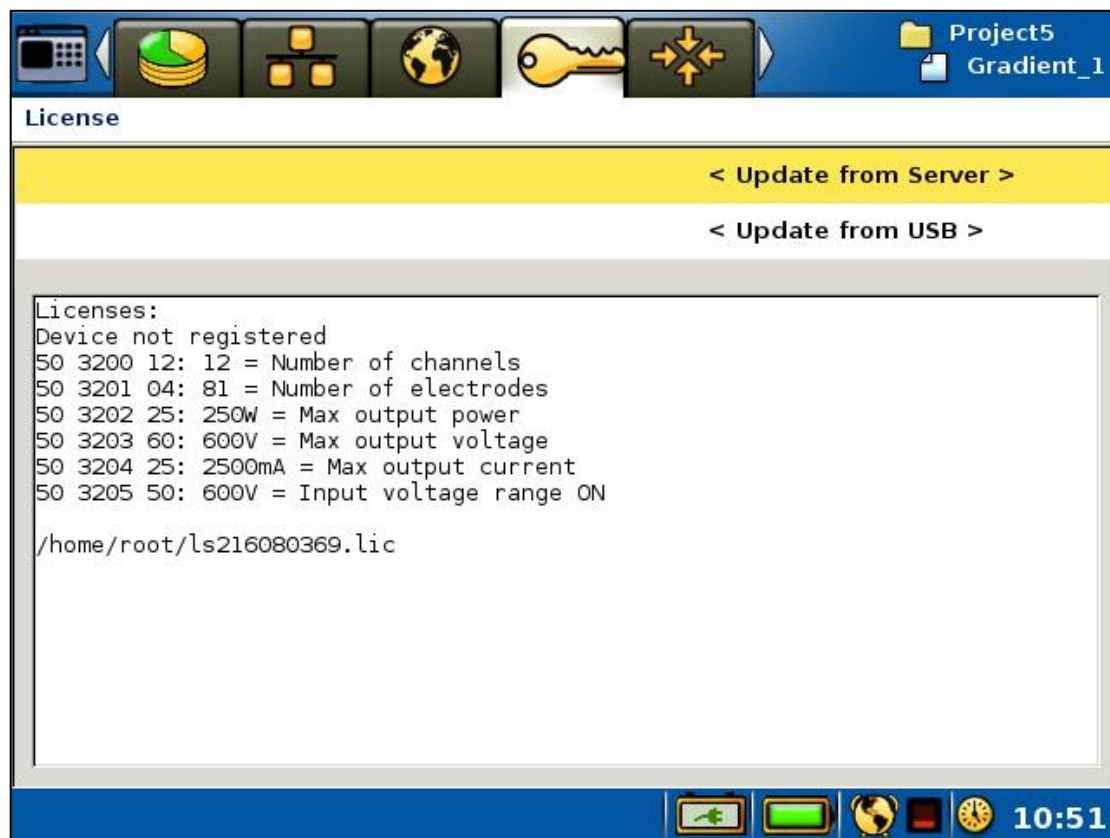 Project5
Gradient_1
License
< Update from Server >
< Update from USB >
Licenses:
Device not registered
50 3200 12: 12 = Number of channels
50 3201 04: 81 = Number of electrodes
50 3202 25: 250W = Max output power
50 3203 60: 600V = Max output voltage
50 3204 25: 2500mA = Max output current
50 3205 50: 600V = Input voltage range ON
/home/root/ls216080369.lic
10:51